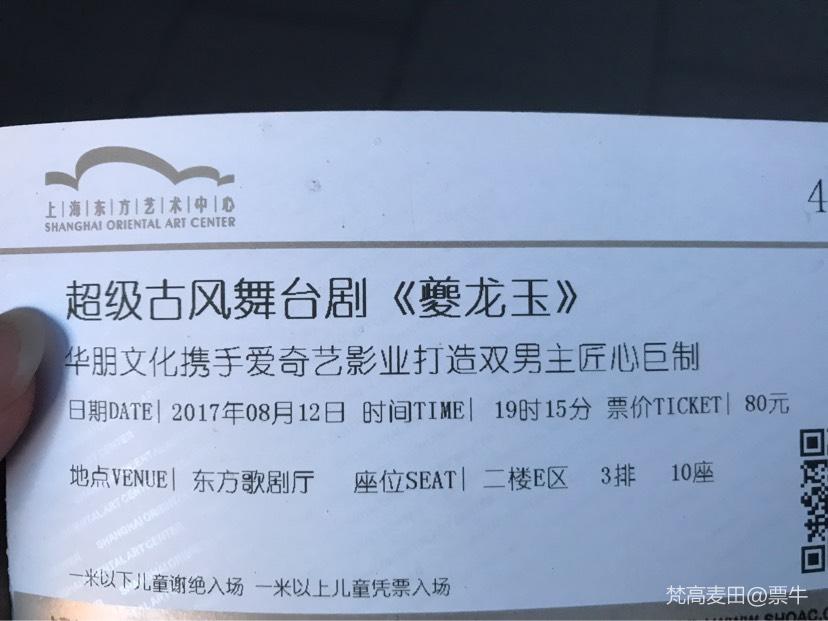 上|海|东|方|艺|术|中|心
SHANGHAI ORIENTAL ART CENTER
4
超级古风舞台剧《夔龙玉》
华朋文化携手爱奇艺影业打造双男主匠心巨制
日期DATE| 2017年08月12日 时间TIME| 19时15分 票价TICKET| 80元
地点VENUE| 东方歌剧厅 座位SEAT| 二楼E区 3排 10座
一米以下儿童谢绝入场 一米以上儿童凭票入场
梵高麦田@票牛